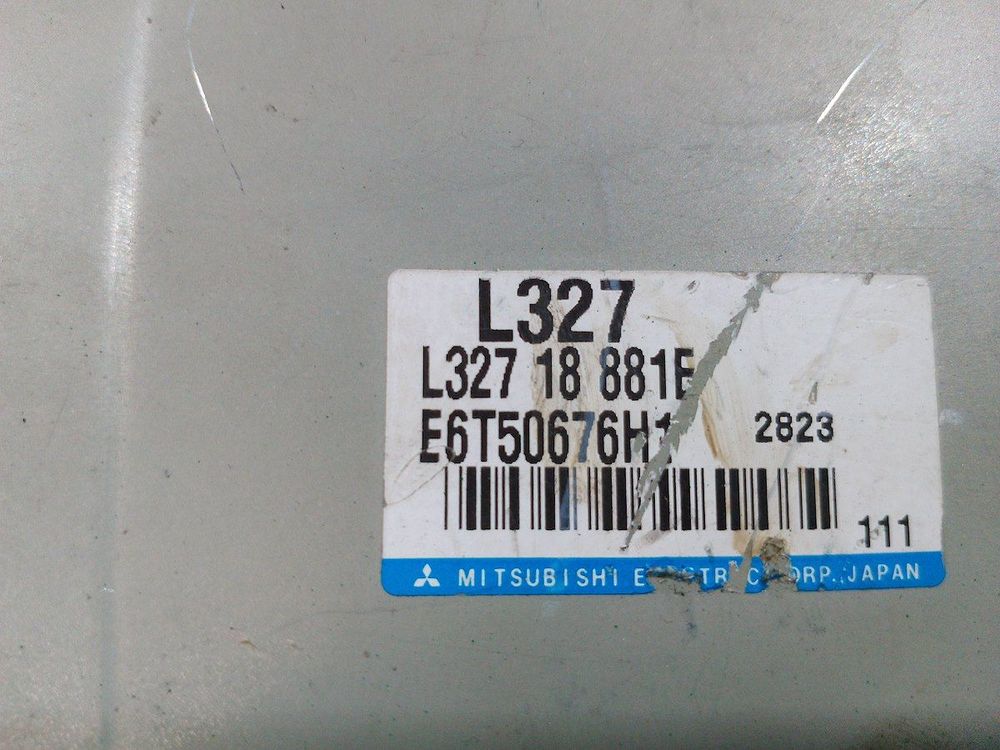 L327
L327 18 881E
E6T50676H1 2823
111
MITSUBISHI ELECTRIC CORP. JAPAN